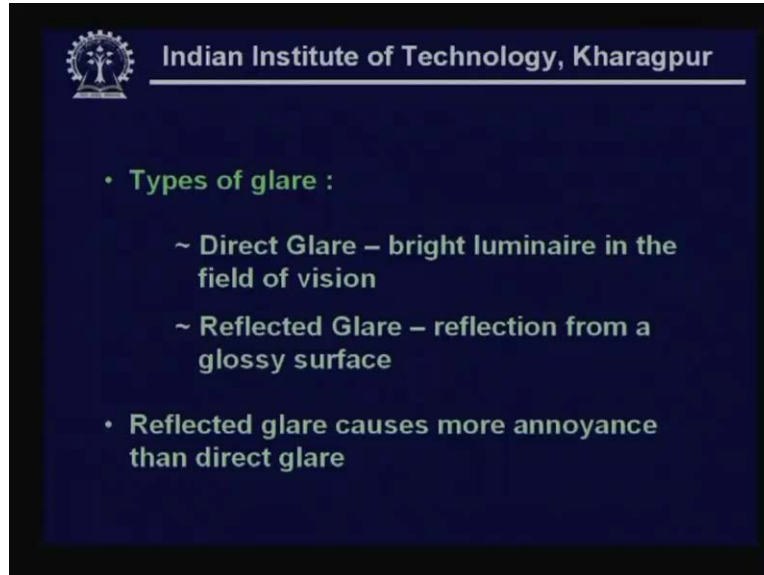 Indian Institute of Technology, Kharagpur
• Types of glare :
~ Direct Glare – bright luminaire in the
field of vision
~ Reflected Glare – reflection from a
glossy surface
• Reflected glare causes more annoyance
than direct glare